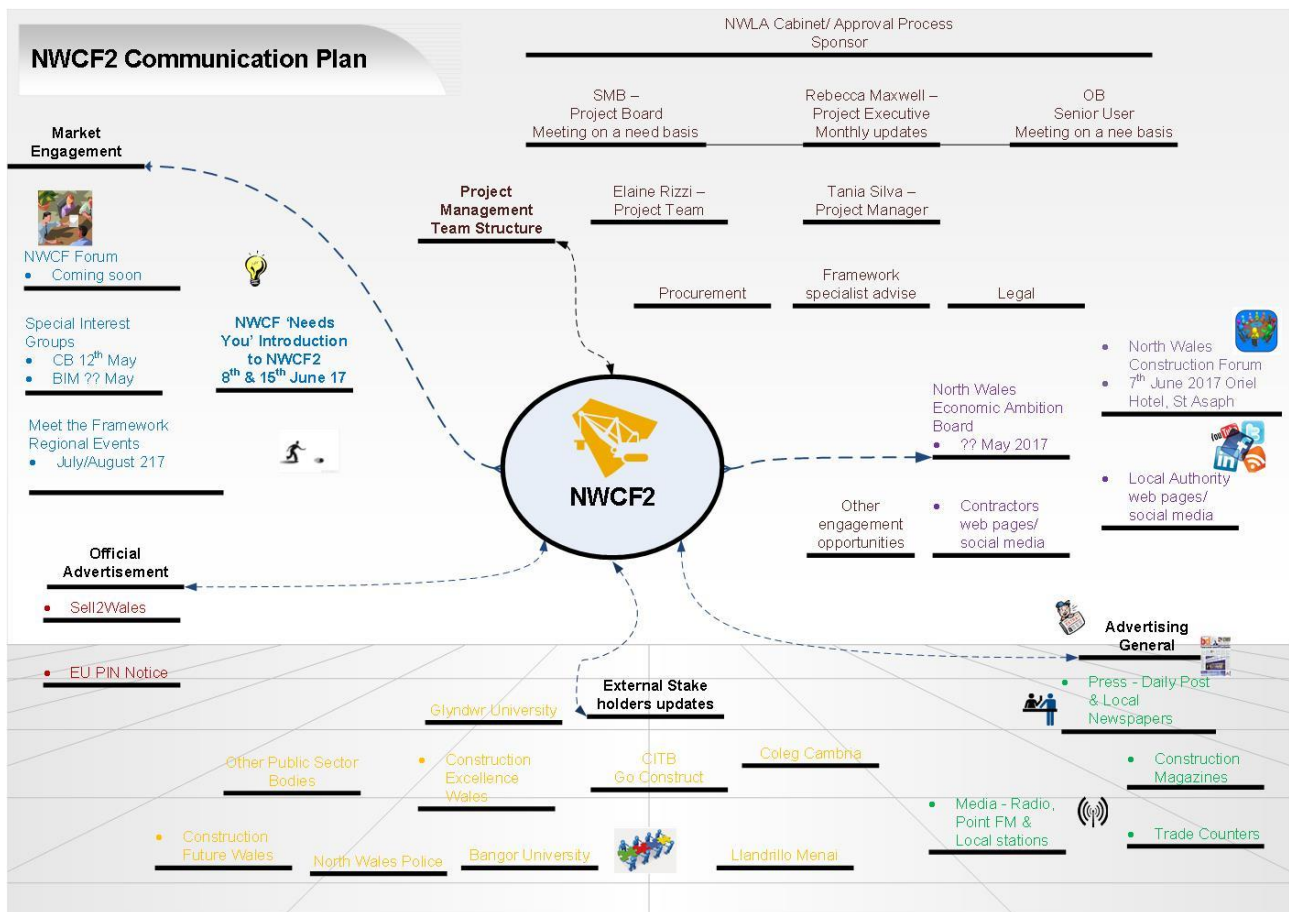 NWCF2 Communication Plan
NWLA Cabinet/ Approval Process
Sponsor
SMB –
Project Board
Meeting on a need basis
Rebecca Maxwell –
Project Executive
Monthly updates
OB
Senior User
Meeting on a nee basis
Market
Engagement
Project
Management
Team Structure
Elaine Rizzi –
Project Team
Tania Silva –
Project Manager
Procurement
Framework
specialist advise
Legal
NWCF Forum
• Coming soon
Special Interest
Groups
• CB 12th May
• BIM ?? May
NWCF ‘Needs
You’ Introduction
to NWCF2
8th & 15th June 17
Meet the Framework
Regional Events
• July/August 217
NWCF2
North Wales
Economic Ambition
Board
• ?? May 2017
• North Wales
Construction Forum
• 7th June 2017 Oriel
Hotel, St Asaph
You Tube
• Local Authority
web pages/
social media
Other
engagement
opportunities
• Contractors
web pages/
social media
Official
Advertisement
• Sell2Wales
• EU PIN Notice
External Stake
holders updates
Glyndwr University
Other Public Sector
Bodies
• Construction
Excellence
Wales
CITB
Go Construct
Coleg Cambria
• Construction
Future Wales
North Wales Police
Bangor University
Llandrillo Menai
Advertising
General
bd
• Press - Daily Post
& Local
Newspapers
• Construction
Magazines
• Media - Radio,
Point FM &
Local stations
• Trade Counters